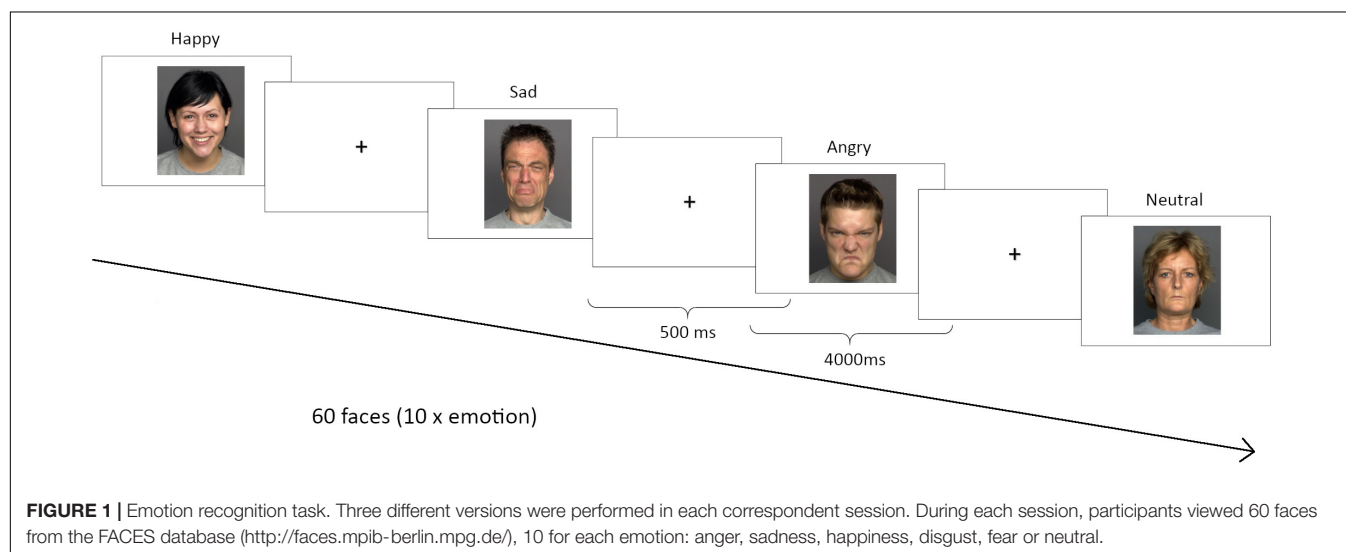 Happy
+
Sad
+
Angry
+
Neutral
500 ms
4000ms
60 faces (10 x emotion)
FIGURE 1 | Emotion recognition task. Three different versions were performed in each correspondent session. During each session, participants viewed 60 faces
from the FACES database (http://faces.mpib-berlin.mpg.de/), 10 for each emotion: anger, sadness, happiness, disgust, fear or neutral.